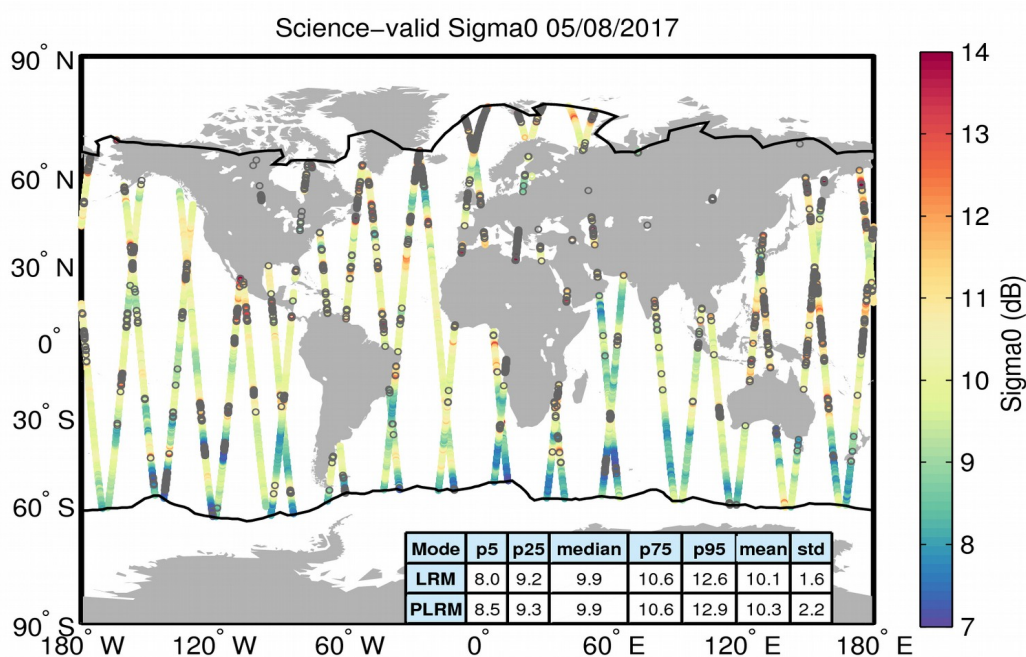 Science−valid Sigma0 05/08/2017
90° N
60° N
30° N
0°
30° S
60° S
90° S
180° W
120° W
60° W
0°
60° E
120° E
180° E
14
13
12
11
10
9
8
7
Sigma0 (dB)
Mode p5 p25 median p75 p95 mean std
LRM 8.0 9.2 9.9 10.6 12.6 10.1 1.6
PLRM 8.5 9.3 9.9 10.6 12.9 10.3 2.2